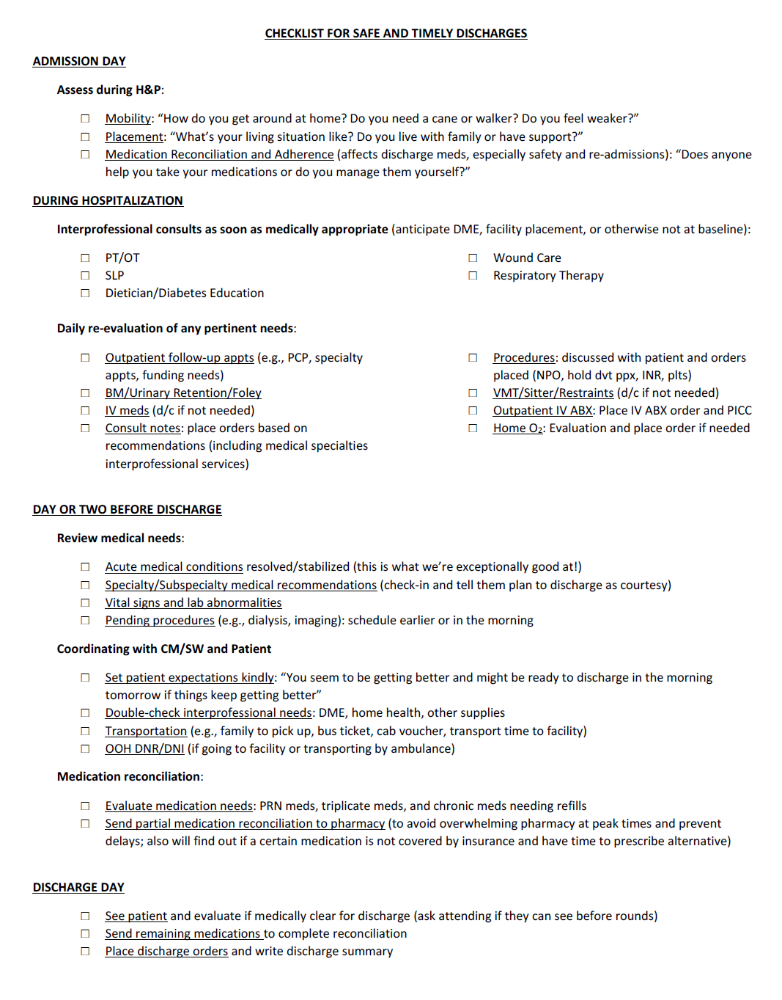 CHECKLIST FOR SAFE AND TIMELY DISCHARGES
ADMISSION DAY
Assess during H&P:
☐ Mobility: “How do you get around at home? Do you need a cane or walker? Do you feel weaker?”
☐ Placement: “What’s your living situation like? Do you live with family or have support?”
☐ Medication Reconciliation and Adherence (affects discharge meds, especially safety and re-admissions): “Does anyone
help you take your medications or do you manage them yourself?”
DURING HOSPITALIZATION
Interprofessional consults as soon as medically appropriate (anticipate DME, facility placement, or otherwise not at baseline):
☐ PT/OT
☐ SLP
☐ Dietician/Diabetes Education
☐ Wound Care
☐ Respiratory Therapy
Daily re-evaluation of any pertinent needs:
☐ Outpatient follow-up appts (e.g., PCP, specialty
appts, funding needs)
☐ BM/Urinary Retention/Foley
☐ IV meds (d/c if not needed)
☐ Consult notes: place orders based on
recommendations (including medical specialties
interprofessional services)
☐ Procedures: discussed with patient and orders
placed (NPO, hold dvt ppx, INR, plts)
☐ VMT/Sitter/Restraints (d/c if not needed)
☐ Outpatient IV ABX: Place IV ABX order and PICC
☐ Home O₂: Evaluation and place order if needed
DAY OR TWO BEFORE DISCHARGE
Review medical needs:
☐ Acute medical conditions resolved/stabilized (this is what we’re exceptionally good at!)
☐ Specialty/Subspecialty medical recommendations (check-in and tell them plan to discharge as courtesy)
☐ Vital signs and lab abnormalities
☐ Pending procedures (e.g., dialysis, imaging): schedule earlier or in the morning
Coordinating with CM/SW and Patient
☐ Set patient expectations kindly: “You seem to be getting better and might be ready to discharge in the morning
tomorrow if things keep getting better”
☐ Double-check interprofessional needs: DME, home health, other supplies
☐ Transportation (e.g., family to pick up, bus ticket, cab voucher, transport time to facility)
☐ OOH DNR/DNI (if going to facility or transporting by ambulance)
Medication reconciliation:
☐ Evaluate medication needs: PRN meds, triplicate meds, and chronic meds needing refills
☐ Send partial medication reconciliation to pharmacy (to avoid overwhelming pharmacy at peak times and prevent
delays; also will find out if a certain medication is not covered by insurance and have time to prescribe alternative)
DISCHARGE DAY
☐ See patient and evaluate if medically clear for discharge (ask attending if they can see before rounds)
☐ Send remaining medications to complete reconciliation
☐ Place discharge orders and write discharge summary